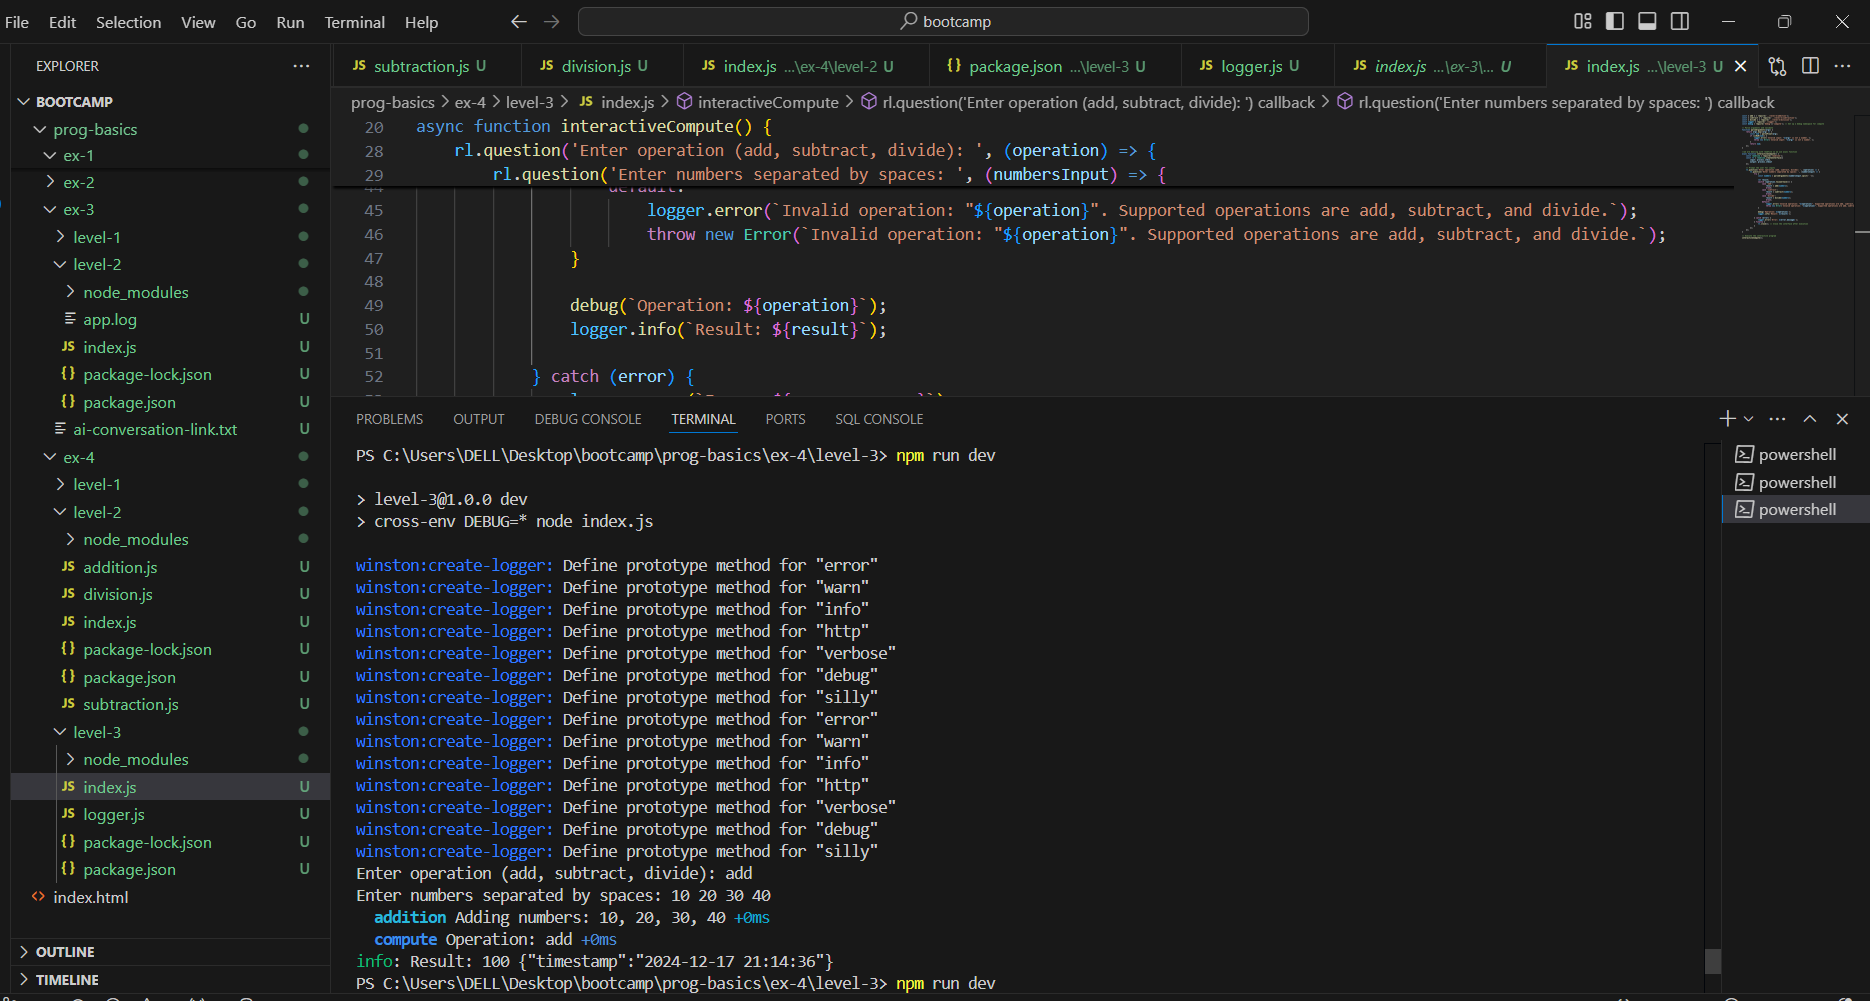 File Edit Selection View Go Run Terminal Help
bootcamp
EXPLORER
BOOTCAMP
prog-basics
ex-1
ex-2
ex-3
level-1
level-2
node_modules
app.log U
JS index.js U
{} package-lock.json U
{} package.json U
ai-conversation-link.txt U
ex-4
level-1
level-2
node_modules
JS addition.js U
JS division.js U
JS index.js U
{} package-lock.json U
{} package.json U
JS subtraction.js U
level-3
node_modules
JS index.js U
JS logger.js U
{} package-lock.json U
{} package.json U
<> index.html
OUTLINE
TIMELINE
JS subtraction.js U JS division.js U JS index.js ...\ex-4\level-2 U {} package.json ...\level-3 U JS logger.js U JS index.js ...\ex-3\... U JS index.js ...\level-3 U
prog-basics > ex-4 > level-3 > JS index.js > interactiveCompute > rl.question('Enter operation (add, subtract, divide): ') callback > rl.question('Enter numbers separated by spaces: ') callback
20 async function interactiveCompute() {
28 rl.question('Enter operation (add, subtract, divide): ', (operation) => {
29 rl.question('Enter numbers separated by spaces: ', (numbersInput) => {
44 default:
45 logger.error(`Invalid operation: "${operation}". Supported operations are add, subtract, and divide.`);
46 throw new Error(`Invalid operation: "${operation}". Supported operations are add, subtract, and divide.`);
47 }
48
49 debug(`Operation: ${operation}`);
50 logger.info(`Result: ${result}`);
51
52 } catch (error) {
PROBLEMS OUTPUT DEBUG CONSOLE TERMINAL PORTS SQL CONSOLE
PS C:\Users\DELL\Desktop\bootcamp\prog-basics\ex-4\level-3> npm run dev
> level-3@1.0.0 dev
> cross-env DEBUG=* node index.js
winston:create-logger: Define prototype method for "error"
winston:create-logger: Define prototype method for "warn"
winston:create-logger: Define prototype method for "info"
winston:create-logger: Define prototype method for "http"
winston:create-logger: Define prototype method for "verbose"
winston:create-logger: Define prototype method for "debug"
winston:create-logger: Define prototype method for "silly"
winston:create-logger: Define prototype method for "error"
winston:create-logger: Define prototype method for "warn"
winston:create-logger: Define prototype method for "info"
winston:create-logger: Define prototype method for "http"
winston:create-logger: Define prototype method for "verbose"
winston:create-logger: Define prototype method for "debug"
winston:create-logger: Define prototype method for "silly"
Enter operation (add, subtract, divide): add
Enter numbers separated by spaces: 10 20 30 40
addition Adding numbers: 10, 20, 30, 40 +0ms
compute Operation: add +0ms
info: Result: 100 {"timestamp":"2024-12-17 21:14:36"}
PS C:\Users\DELL\Desktop\bootcamp\prog-basics\ex-4\level-3> npm run dev
powershell
powershell
powershell